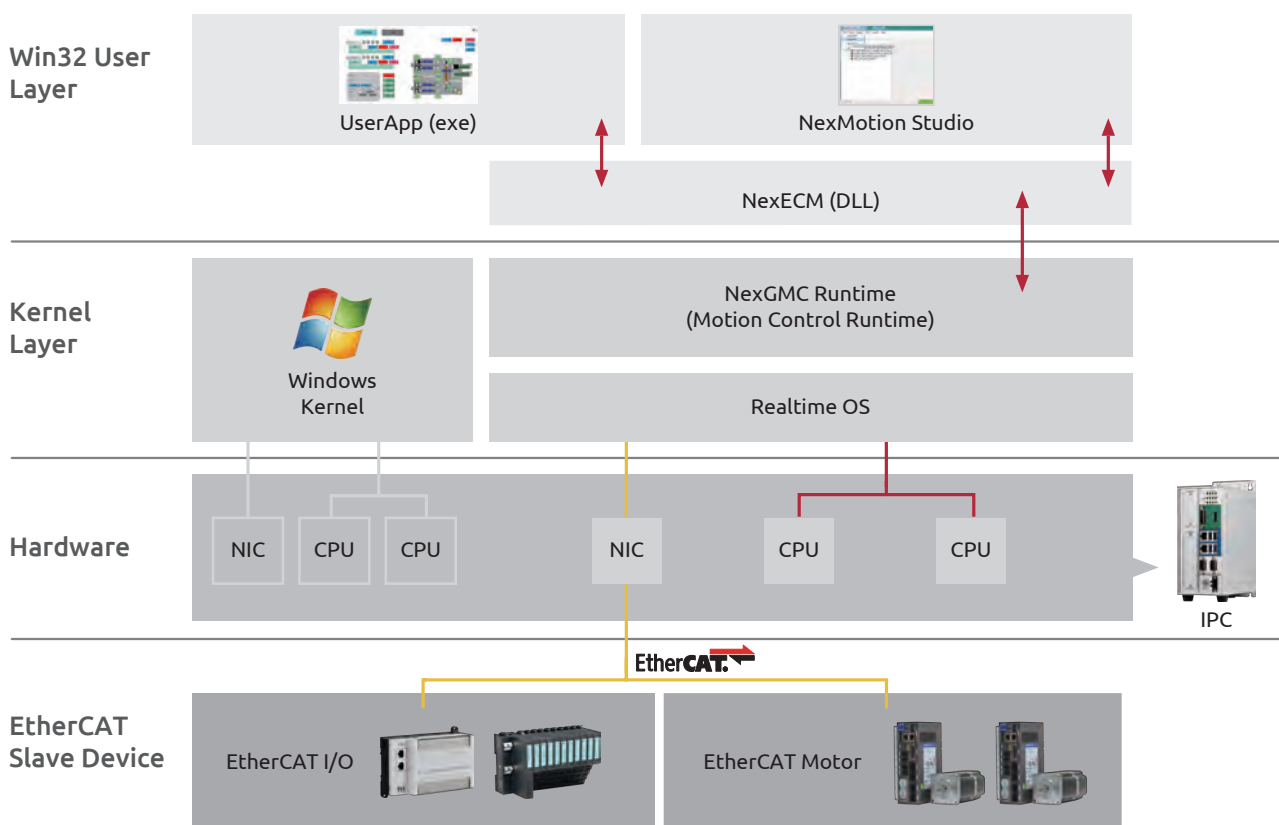 Win32 User
Layer
UserApp (exe)
NexMotion Studio
NexECM (DLL)
Kernel
Layer
Windows
Kernel
NexGMC Runtime
(Motion Control Runtime)
Realtime OS
Hardware
NIC
CPU
CPU
NIC
CPU
CPU
IPC
EtherCAT.
EtherCAT
Slave Device
EtherCAT I/O
EtherCAT Motor